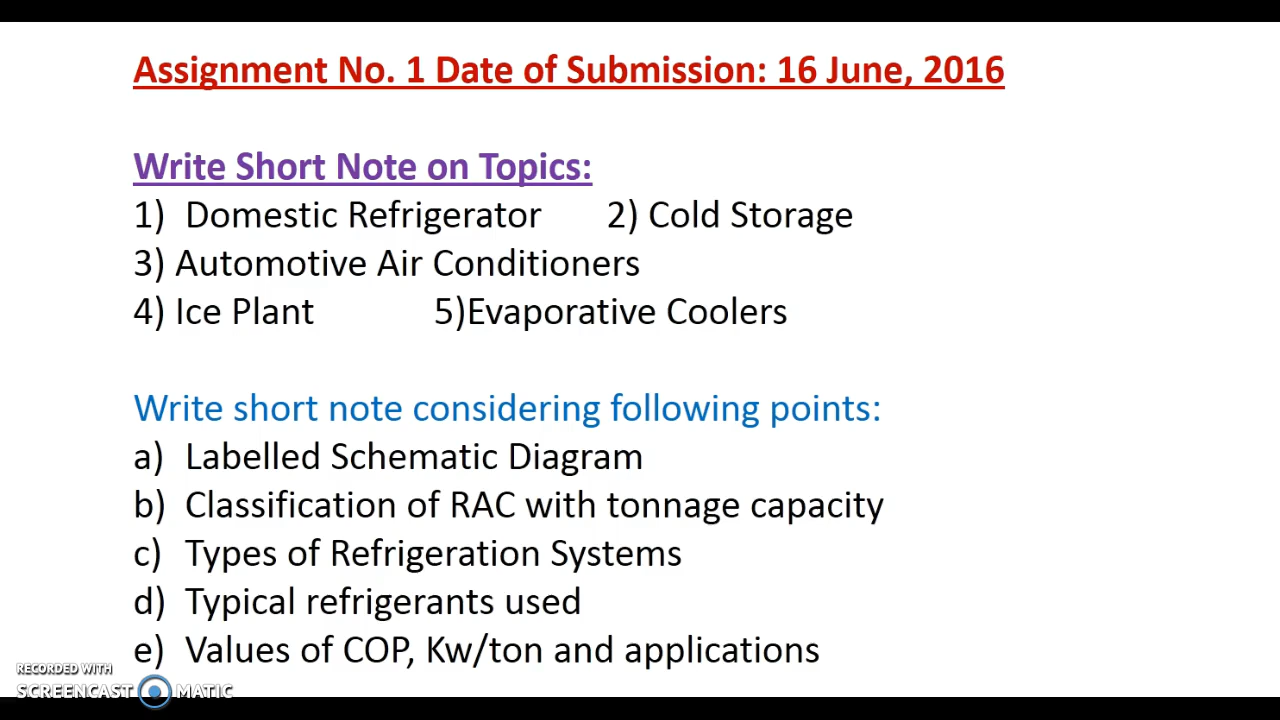 Assignment No. 1 Date of Submission: 16 June, 2016
Write Short Note on Topics:
1) Domestic Refrigerator 2) Cold Storage
3) Automotive Air Conditioners
4) Ice Plant 5)Evaporative Coolers
Write short note considering following points:
a) Labelled Schematic Diagram
b) Classification of RAC with tonnage capacity
c) Types of Refrigeration Systems
d) Typical refrigerants used
e) Values of COP, Kw/ton and applications
RECORDED WITH
SCREENCAST MATIC